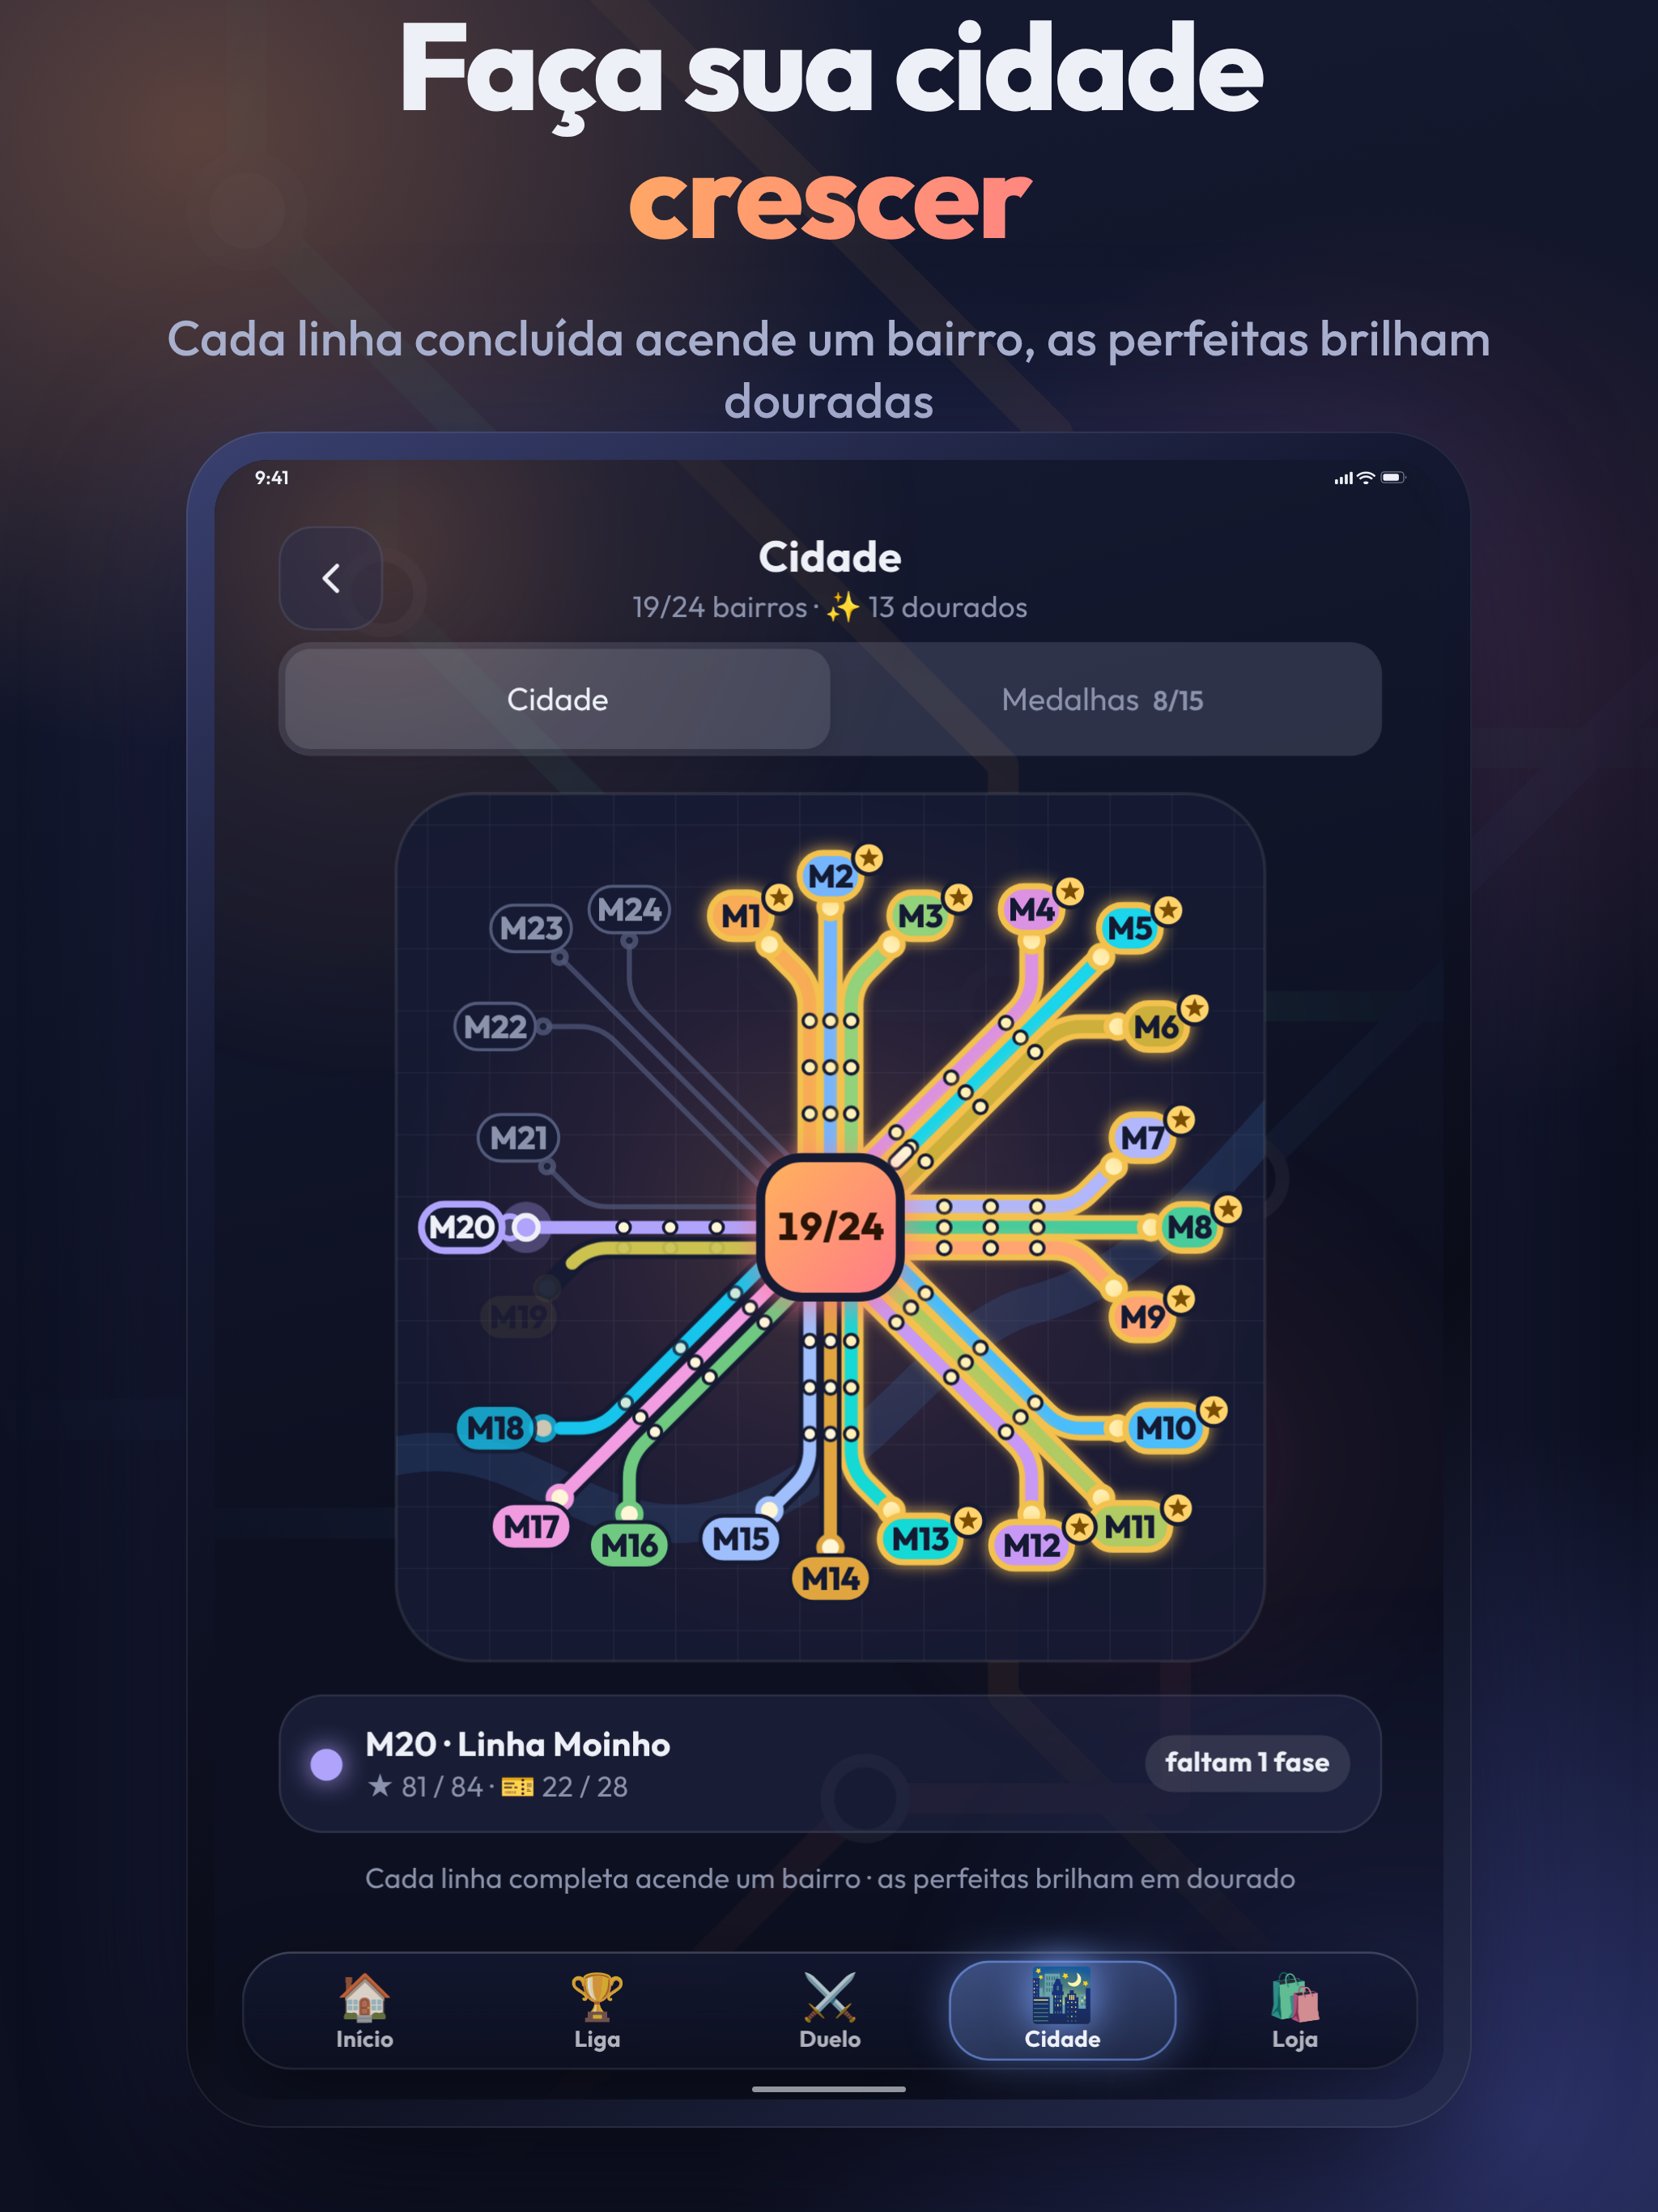 Faça sua cidade
crescer
Cada linha concluída acende um bairro, as perfeitas brilham
douradas
9:41
Cidade
19/24 bairros · ✨ 13 dourados
Cidade
Medalhas 8/15
M1
M2
M3
M4
M5
M6
M7
M8
M9
M10
M11
M12
M13
M14
M15
M16
M17
M18
M19
M20
M21
M22
M23
M24
19/24
M20 · Linha Moinho
★ 81 / 84 · 🎫 22 / 28
faltam 1 fase
Cada linha completa acende um bairro · as perfeitas brilham em dourado
Início
Liga
Duelo
Cidade
Loja